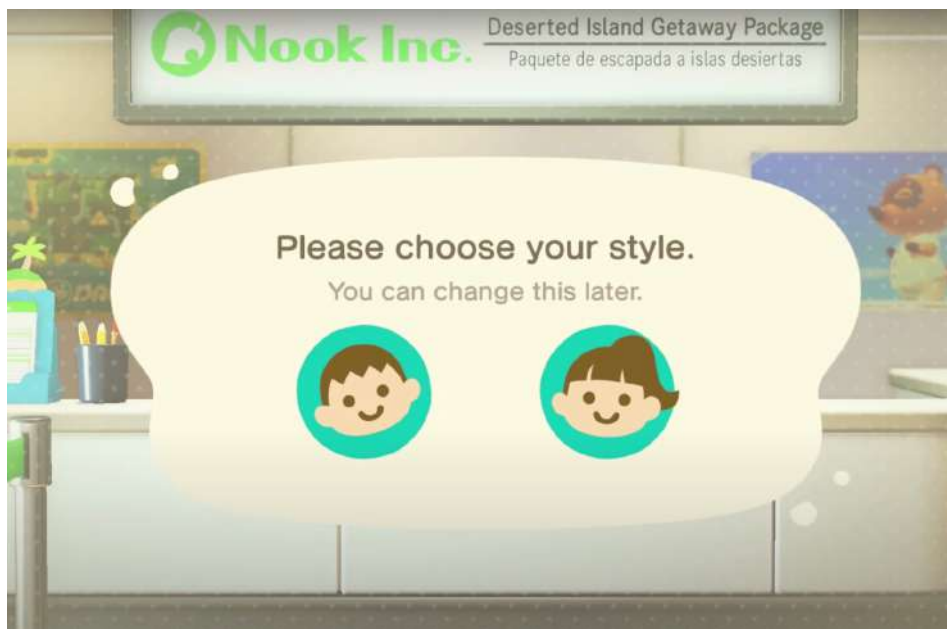 Nook Inc.
Deserted Island Getaway Package
Paquete de escapada a islas desiertas
Please choose your style.
You can change this later.